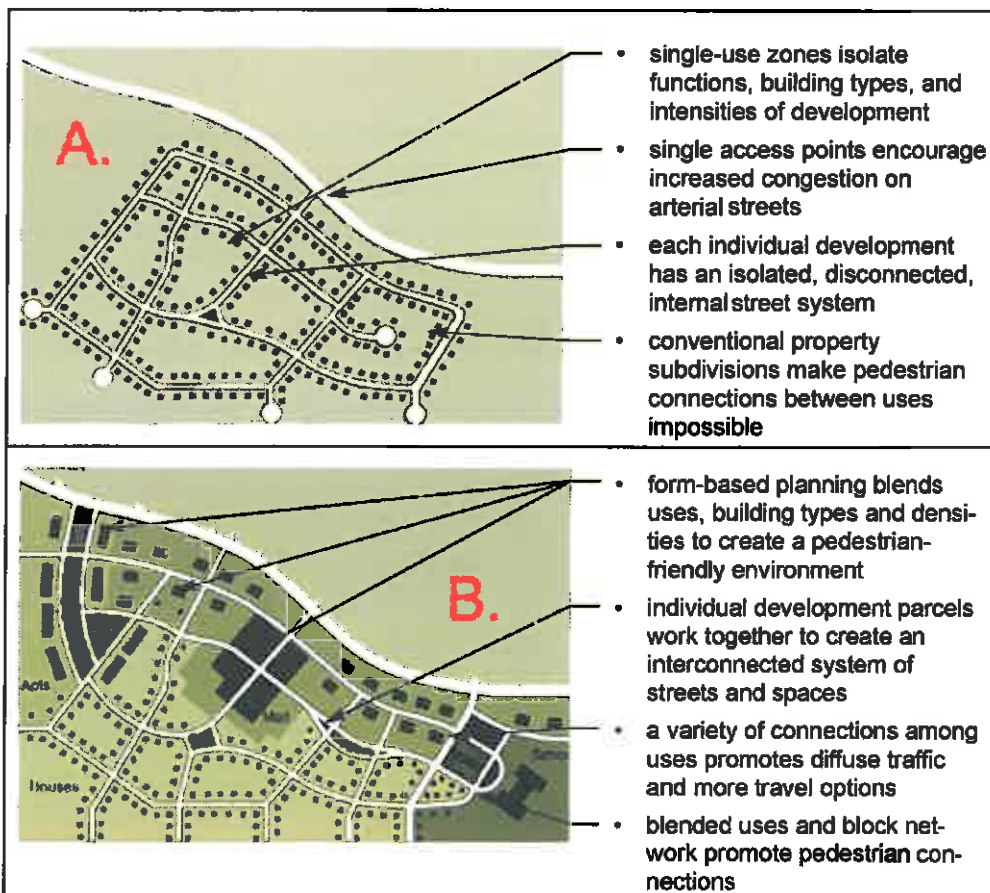 A.
• single-use zones isolate
functions, building types, and
intensities of development
• single access points encourage
increased congestion on
arterial streets
• each individual development
has an isolated, disconnected,
internal street system
• conventional property
subdivisions make pedestrian
connections between uses
impossible
B.
Apts
Mall
Houses
• form-based planning blends
uses, building types and densi-
ties to create a pedestrian-
friendly environment
• individual development parcels
work together to create an
interconnected system of
streets and spaces
• a variety of connections among
uses promotes diffuse traffic
and more travel options
• blended uses and block net-
work promote pedestrian con-
nections